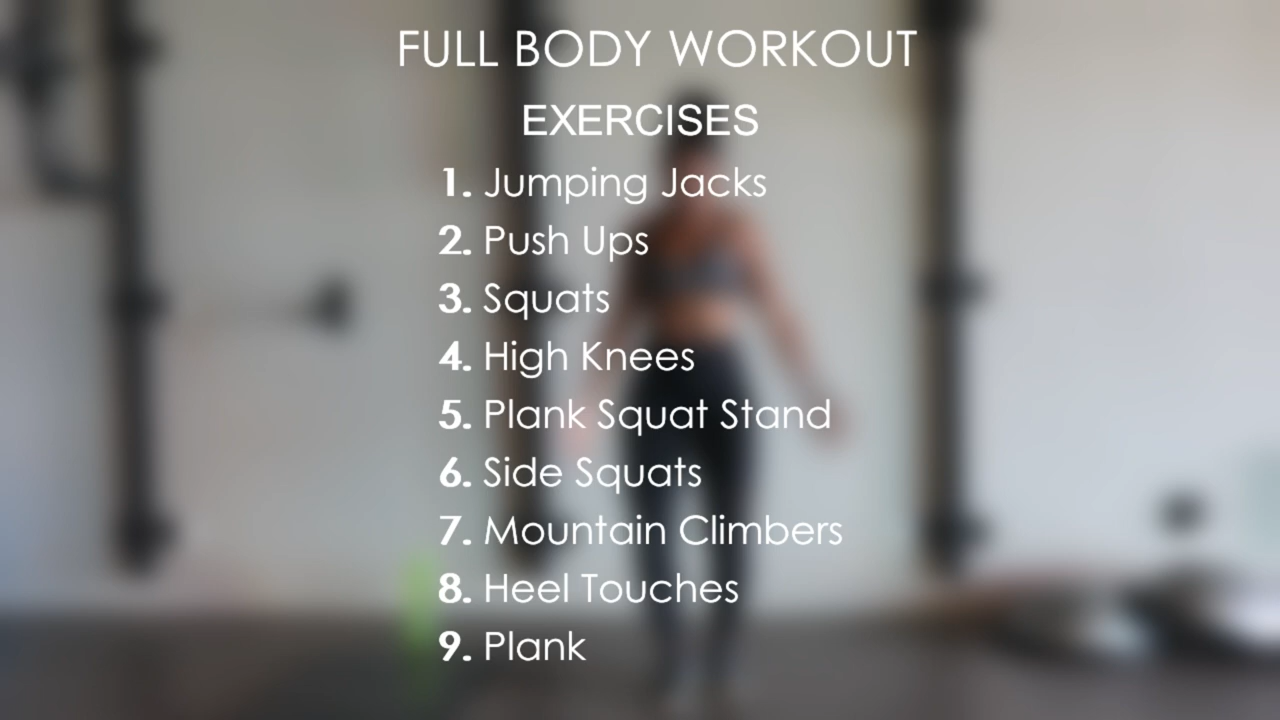 FULL BODY WORKOUT
EXERCISES
1. Jumping Jacks
2. Push Ups
3. Squats
4. High Knees
5. Plank Squat Stand
6. Side Squats
7. Mountain Climbers
8. Heel Touches
9. Plank